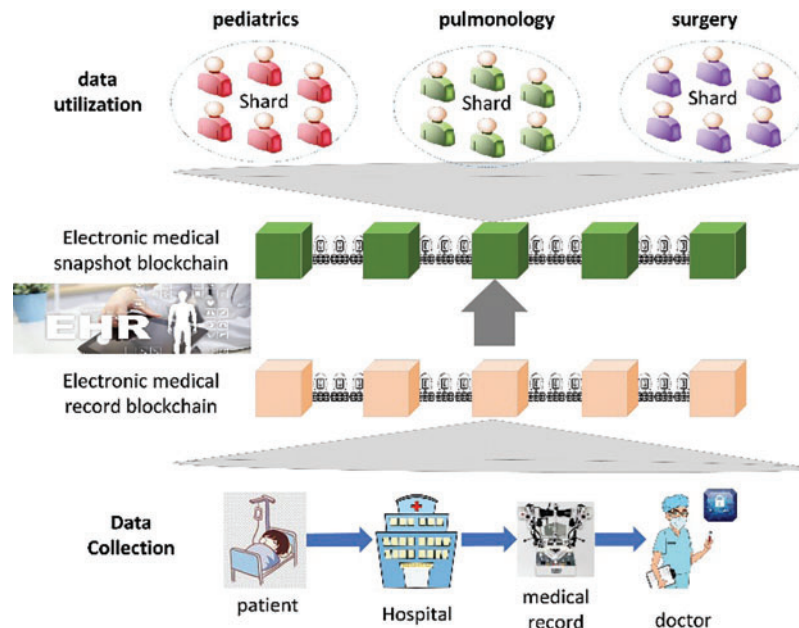 pediatrics
pulmonology
surgery
data
utilization
Shard
Shard
Shard
Electronic medical
snapshot blockchain
EHR
Electronic medical
record blockchain
Data
Collection
patient
Hospital
medical
record
doctor